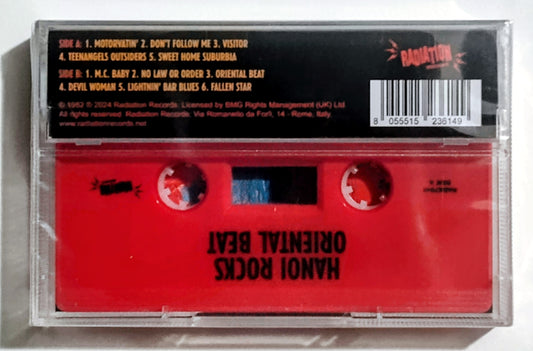 SIDE A: 1. MOTORVATIN' 2. DON'T FOLLOW ME 3. VISITOR
4. TEENANGELS OUTSIDERS 5. SWEET HOME SUBURBIA
SIDE B: 1. M.C. BABY 2. NO LAW OR ORDER 3. ORIENTAL BEAT
4. DEVIL WOMAN 5. LIGHTNIN' BAR BLUES 6. FALLEN STAR
℗ 1982 © 2024 Radiation Records. Licensed by BMG Rights Management (UK) Ltd.
All rights reserved. Radiation Records: Via Romanello da Forlì, 14 - Rome, Italy.
www.radiationrecords.net
RADIATION
8 055515 236149
HANOI ROCKS
ORIENTAL BEAT